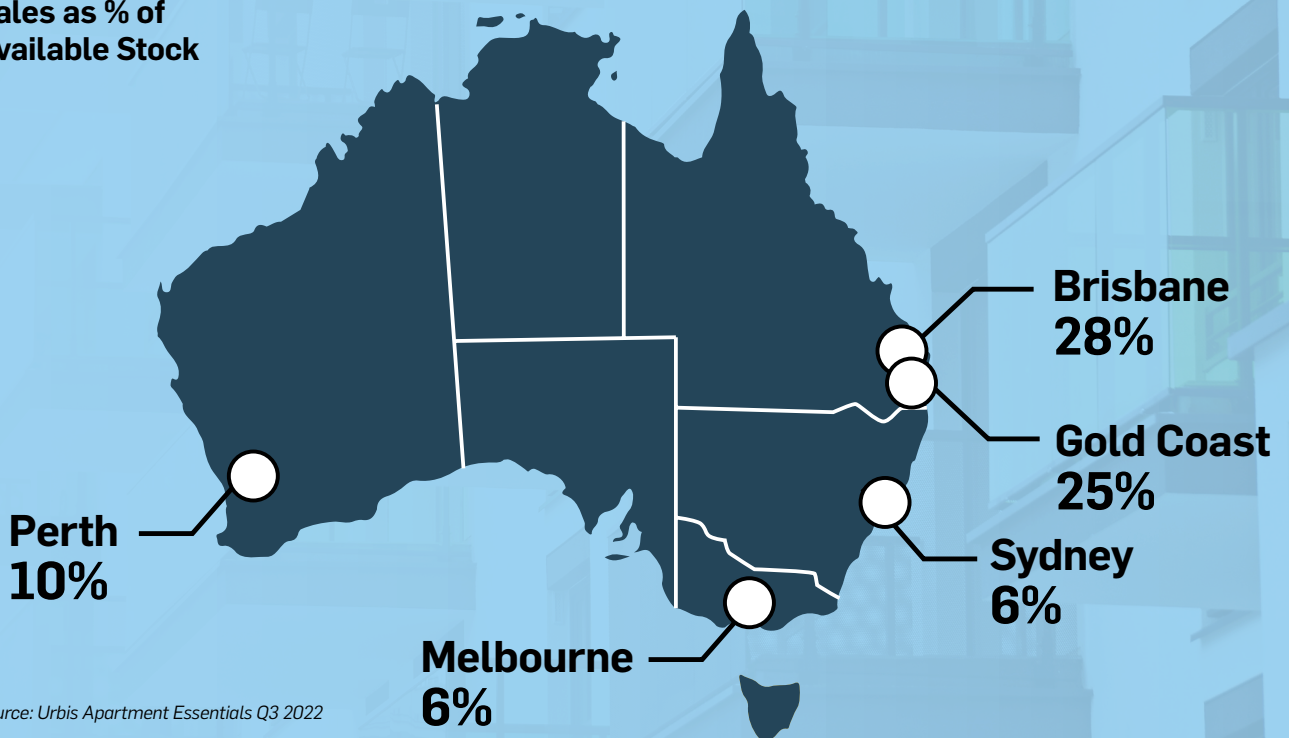 ales as % of
vailable Stock
Brisbane
28%
Gold Coast
25%
Sydney
6%
Perth
10%
Melbourne
6%
urce: Urbis Apartment Essentials Q3 2022